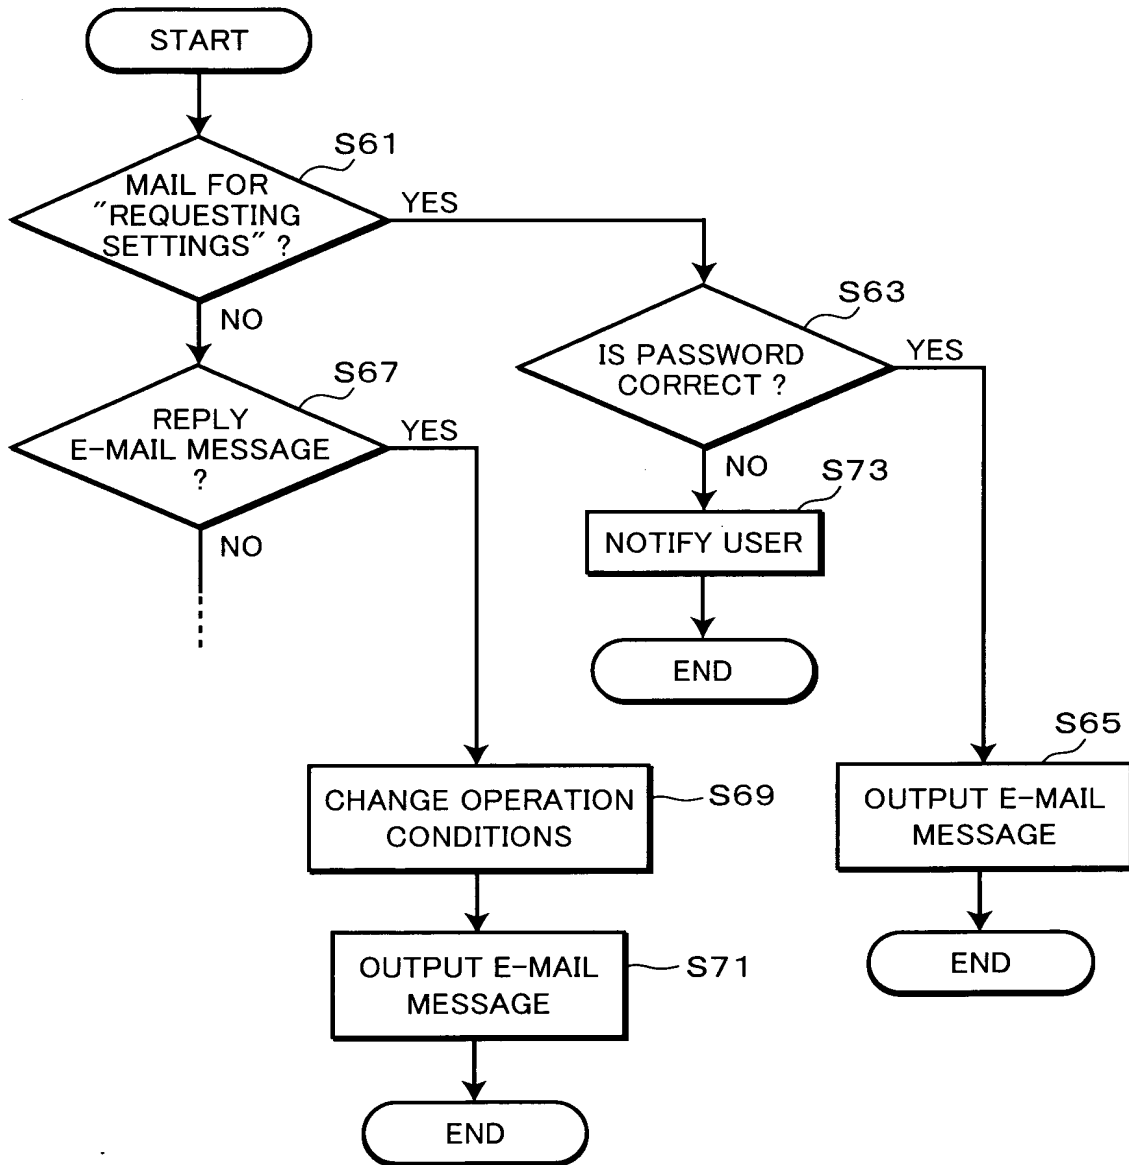 START
S61
MAIL FOR
"REQUESTING
SETTINGS" ?
YES
NO
S63
IS PASSWORD
CORRECT ?
YES
NO
S67
REPLY
E-MAIL MESSAGE
?
YES
NO
S73
NOTIFY USER
END
S65
OUTPUT E-MAIL
MESSAGE
END
CHANGE OPERATION
CONDITIONS
S69
OUTPUT E-MAIL
MESSAGE
S71
END